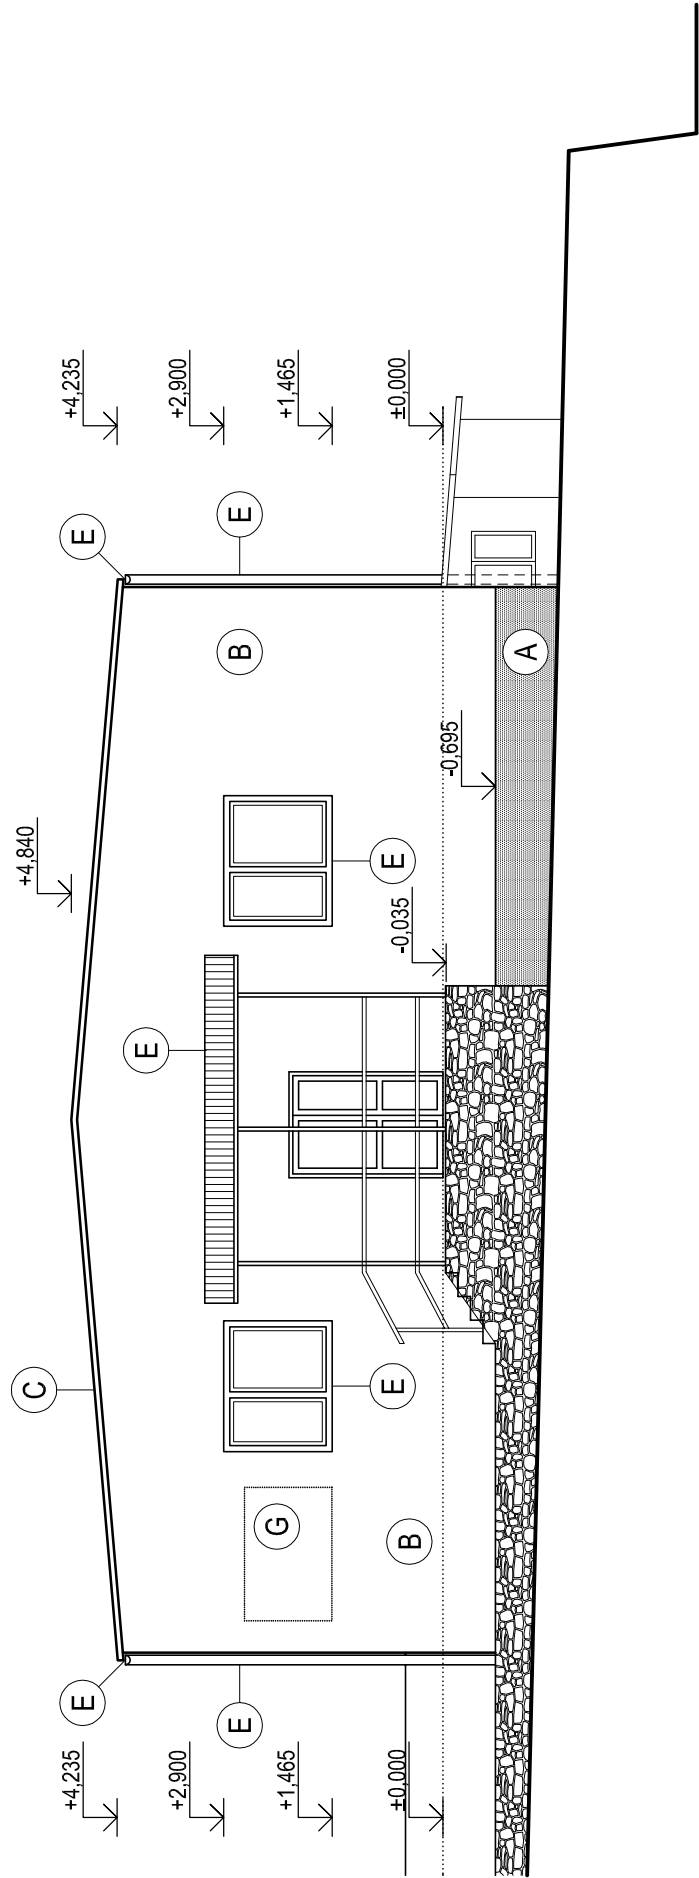 +4,840
C
+4,235
E
E
+4,235
E
+2,900
+2,900
E
B
E
G
+1,465
+1,465
E
E
±0,000
-0,035
±0,000
B
-0,695
A